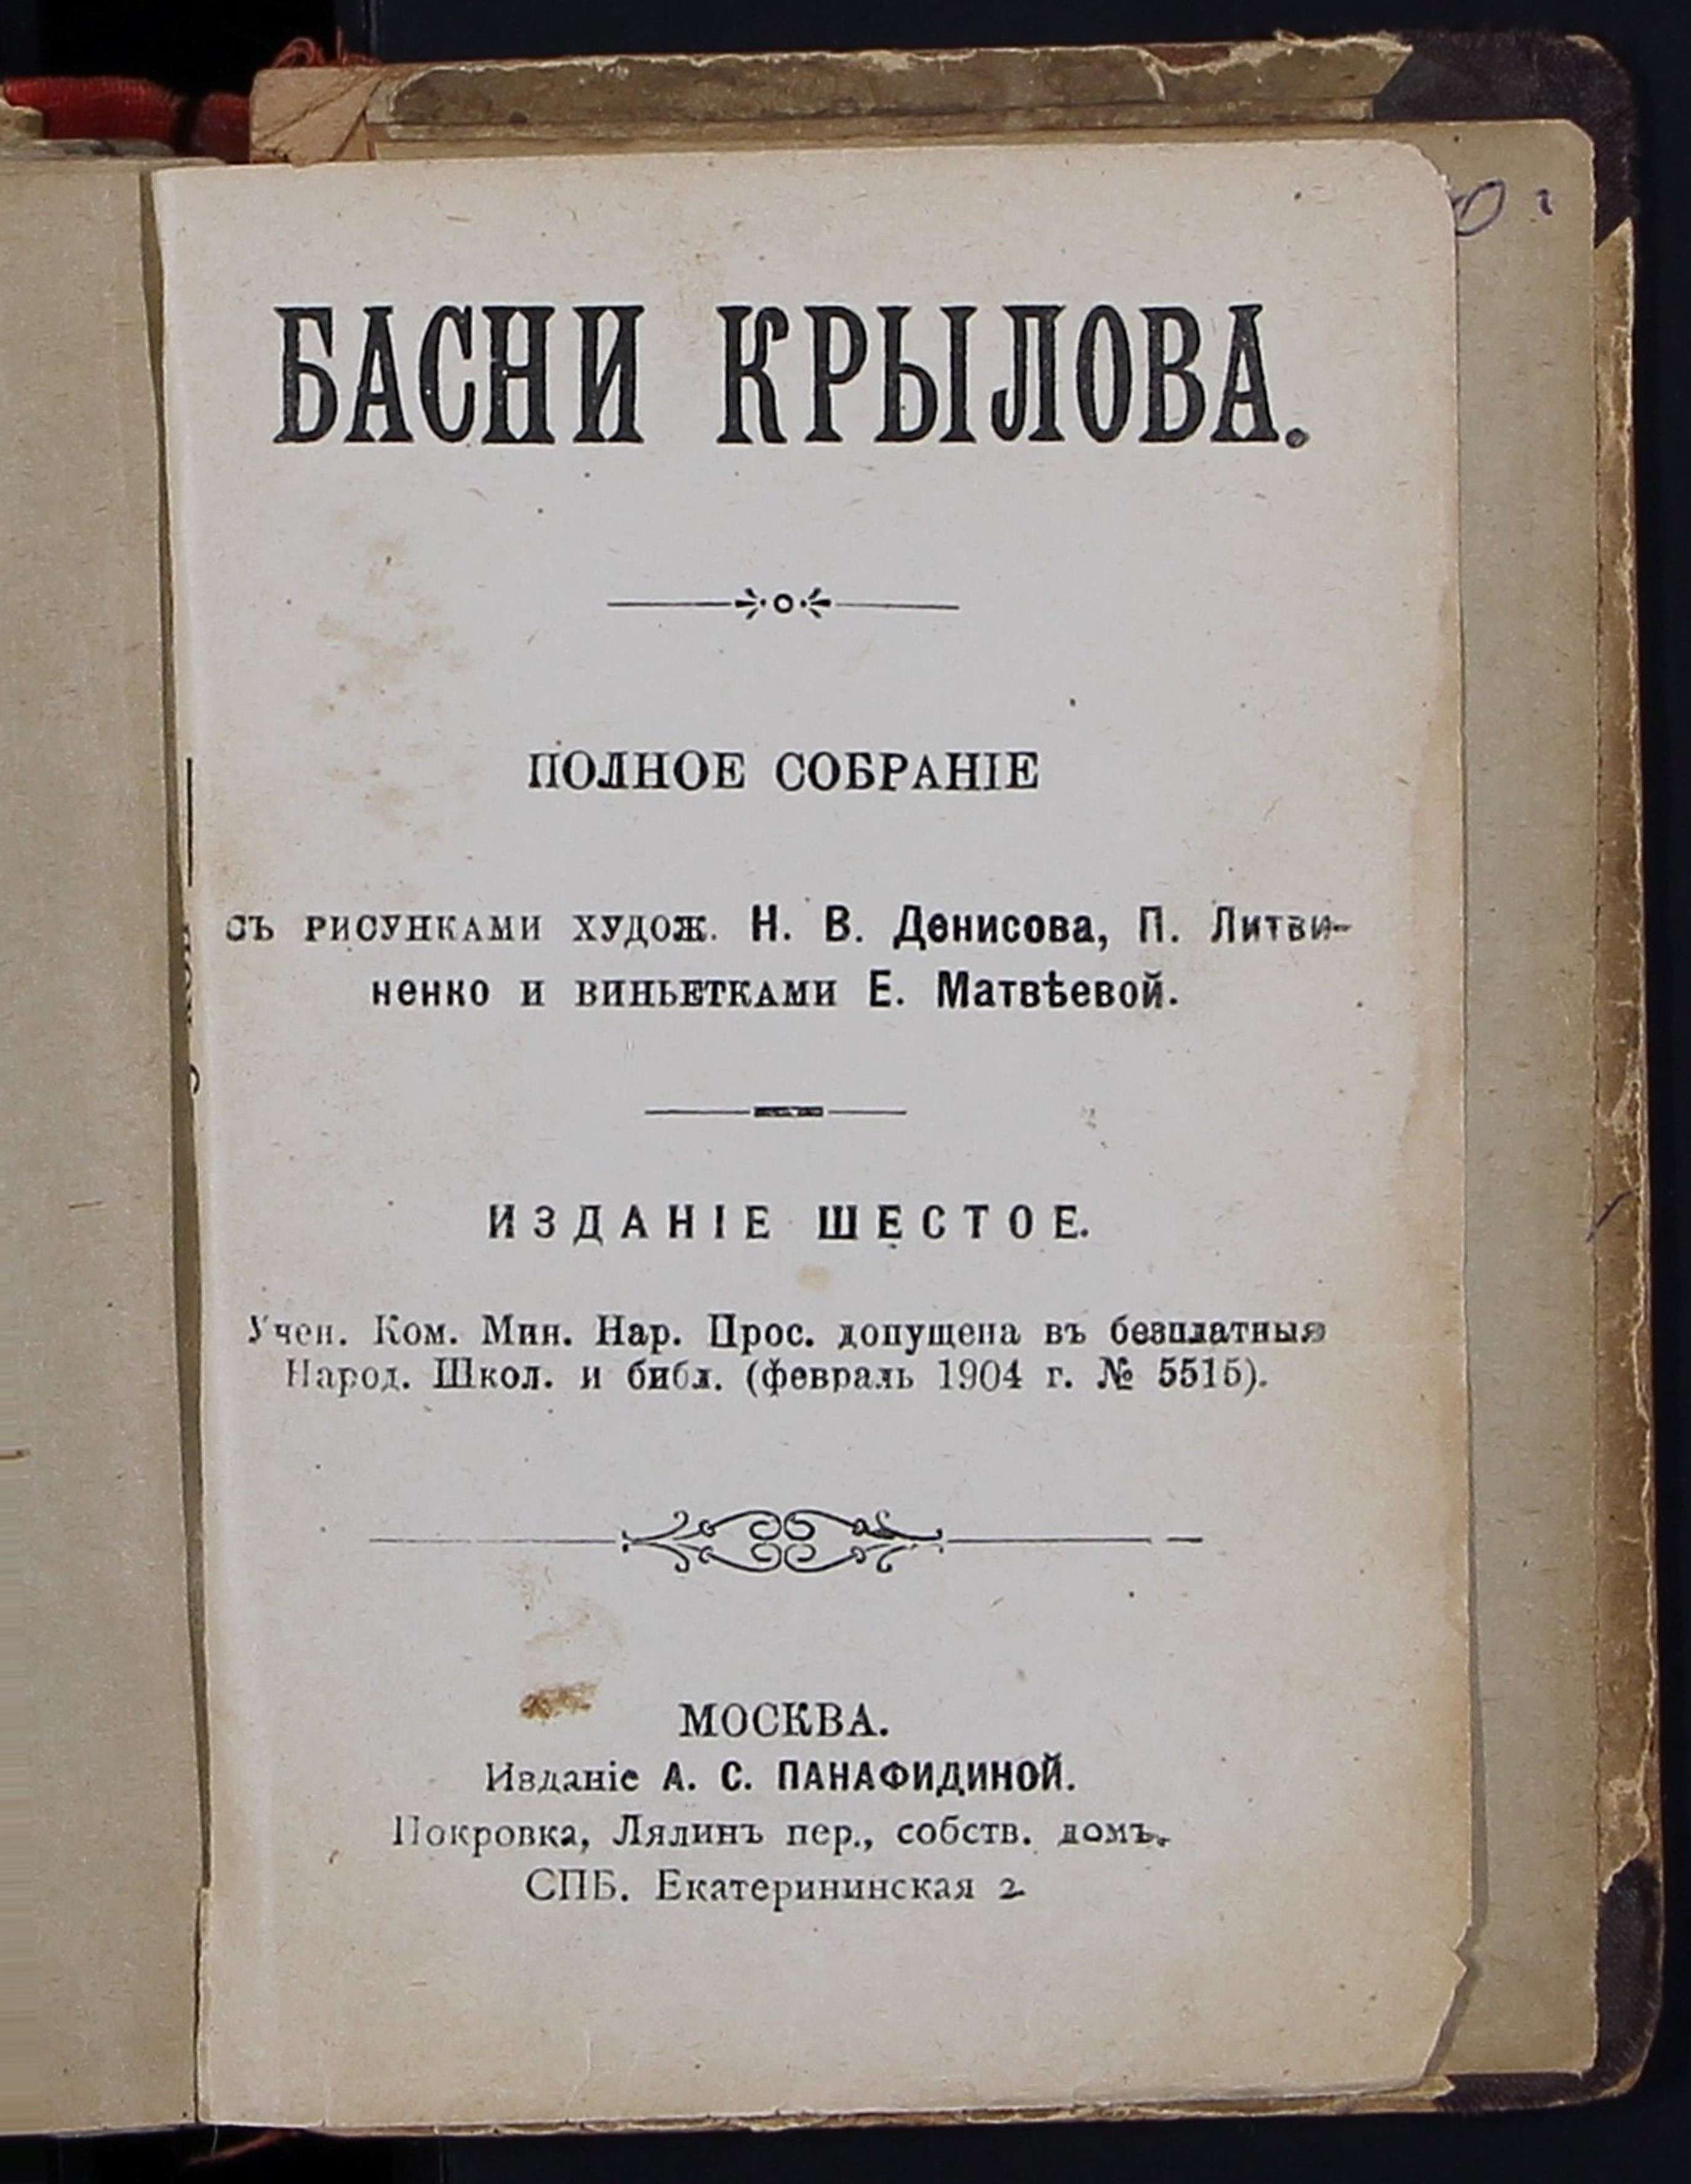 БАСНИ КРЫЛОВА.
ПОЛНОЕ СОБРАНІЕ
съ рисунками худож. Н. В. Денисова, П. Литви-
ненко и виньетками Е. Матвѣевой.
ИЗДАНІЕ ШЕСТОЕ.
Учен. Ком. Мин. Нар. Прос. допущена въ безплатныя
Народ. Школ. и библ. (февраль 1904 г. № 5515).
МОСКВА.
Изданіе А. С. ПАНАФИДИНОЙ.
Покровка, Лялинъ пер., собств. домъ.
СПБ. Екатерининская 2